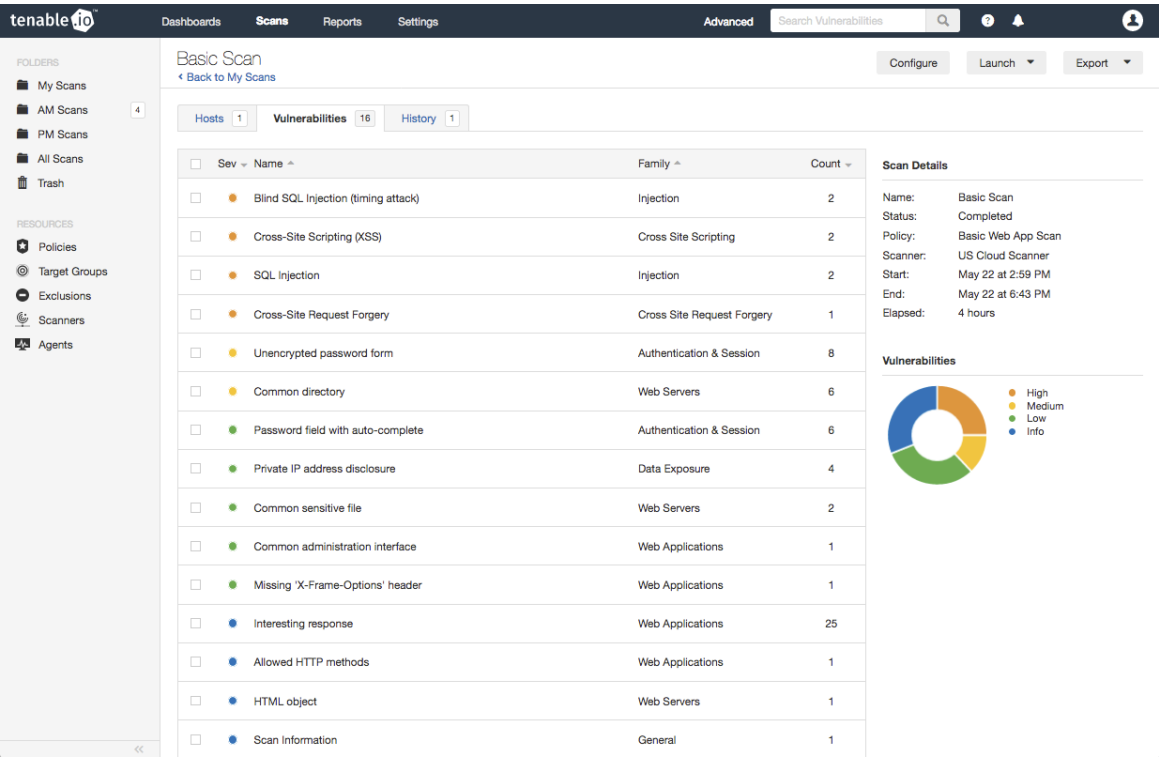 tenable.io™ Dashboards Scans Reports Settings Advanced Search Vulnerabilities ?
FOLDERS
My Scans
AM Scans 4
PM Scans
All Scans
Trash
RESOURCES
Policies
Target Groups
Exclusions
Scanners
Agents
Basic Scan
Back to My Scans
Configure Launch Export
Hosts 1 Vulnerabilities 16 History 1
Sev Name Family Count
Blind SQL Injection (timing attack) Injection 2
Cross-Site Scripting (XSS) Cross Site Scripting 2
SQL Injection Injection 2
Cross-Site Request Forgery Cross Site Request Forgery 1
Unencrypted password form Authentication & Session 8
Common directory Web Servers 6
Password field with auto-complete Authentication & Session 6
Private IP address disclosure Data Exposure 4
Common sensitive file Web Servers 2
Common administration interface Web Applications 1
Missing 'X-Frame-Options' header Web Applications 1
Interesting response Web Applications 25
Allowed HTTP methods Web Applications 1
HTML object Web Servers 1
Scan Information General 1
Scan Details
Name: Basic Scan
Status: Completed
Policy: Basic Web App Scan
Scanner: US Cloud Scanner
Start: May 22 at 2:59 PM
End: May 22 at 6:43 PM
Elapsed: 4 hours
Vulnerabilities
High
Medium
Low
Info